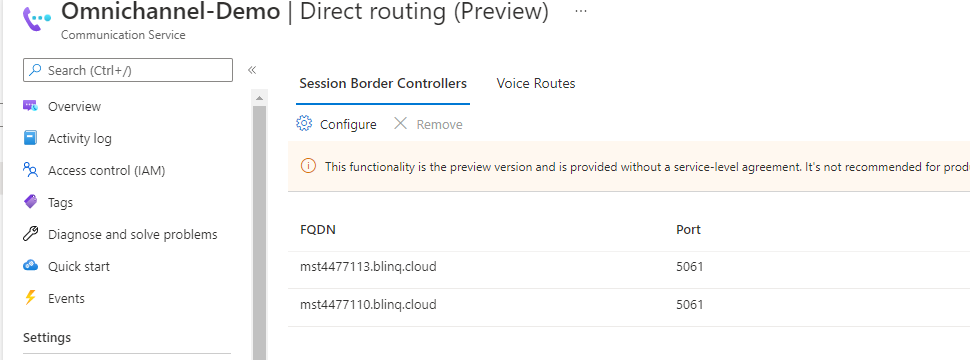 Omnichannel-Demo | Direct routing (Preview) ...
Communication Service
Search (Ctrl+/) «
Overview
Activity log
Access control (IAM)
Tags
Diagnose and solve problems
Quick start
Events
Settings
Session Border Controllers Voice Routes
Configure Remove
This functionality is the preview version and is provided without a service-level agreement. It's not recommended for prod
FQDN Port
mst4477113.blinq.cloud 5061
mst4477110.blinq.cloud 5061